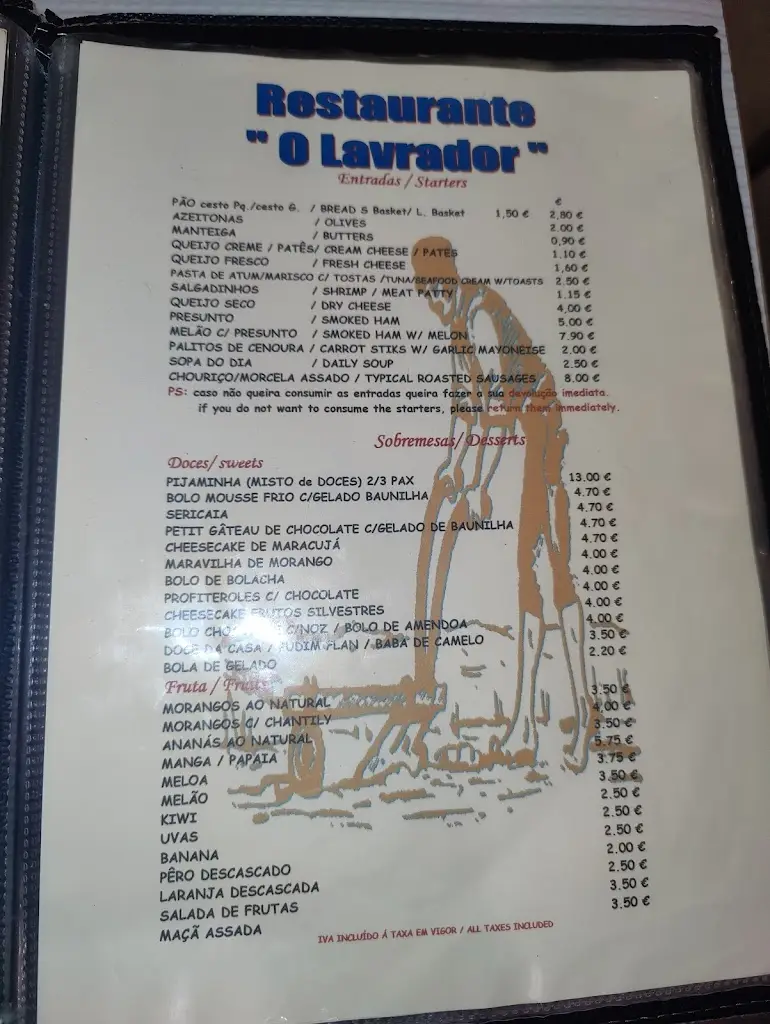 Restaurante
" O Lavrador "
Entradas / Starters
€
PÃO cesto Pq./cesto G. / BREAD S Basket/ L. Basket 1,50 € 2,80 €
AZEITONAS / OLIVES 2.00 €
MANTEIGA / BUTTERS 0,90 €
QUEIJO CREME / PATÊS/ CREAM CHEESE / PATES 1.10 €
QUEIJO FRESCO / FRESH CHEESE 1,60 €
PASTA DE ATUM/MARISCO C/ TOSTAS /TUNA/SEAFOOD CREAM W/TOASTS 2.50 €
SALGADINHOS / SHRIMP / MEAT PATTY 1.15 €
QUEIJO SECO / DRY CHEESE 4,00 €
PRESUNTO / SMOKED HAM 5.00 €
MELÃO C/ PRESUNTO / SMOKED HAM W/ MELON 7.90 €
PALITOS DE CENOURA / CARROT STIKS W/ GARLIC MAYONEISE 2.00 €
SOPA DO DIA / DAILY SOUP 2.50 €
CHOURIÇO/MORCELA ASSADO / TYPICAL ROASTED SAUSAGES 8.00 €
PS: caso não queira consumir as entradas queira fazer a sua devolução imediata.
if you do not want to consume the starters, please return them immediately.
Sobremesas/ Desserts
Doces/ sweets
PIJAMINHA (MISTO de DOCES) 2/3 PAX 13.00 €
BOLO MOUSSE FRIO C/GELADO BAUNILHA 4.70 €
SERICAIA 4.70 €
PETIT GÂTEAU DE CHOCOLATE C/GELADO DE BAUNILHA 4.70 €
CHEESECAKE DE MARACUJÁ 4.70 €
MARAVILHA DE MORANGO 4.00 €
BOLO DE BOLACHA 4.00 €
PROFITEROLES C/ CHOCOLATE 4.00 €
CHEESECAKE FRUTOS SILVESTRES 4.00 €
BOLO C/NOZ / BOLO DE AMENDOA 4.00 €
DOCE DA CASA / PUDIM FLAN / BABA DE CAMELO 3.50 €
BOLA DE GELADO 2.20 €
Fruta / Fruits
MORANGOS AO NATURAL 3.50 €
MORANGOS C/ CHANTILY 4,00 €
ANANÁS AO NATURAL 3.50 €
MANGA / PAPAIA 5.75 €
MELOA 3.75 €
MELÃO 3.50 €
KIWI 2.50 €
UVAS 2.50 €
BANANA 2.50 €
PÊRO DESCASCADO 2.00 €
LARANJA DESCASCADA 2.50 €
SALADA DE FRUTAS 3.50 €
MAÇÃ ASSADA 3.50 €
IVA INCLUÍDO Á TAXA EM VIGOR / ALL TAXES INCLUDED